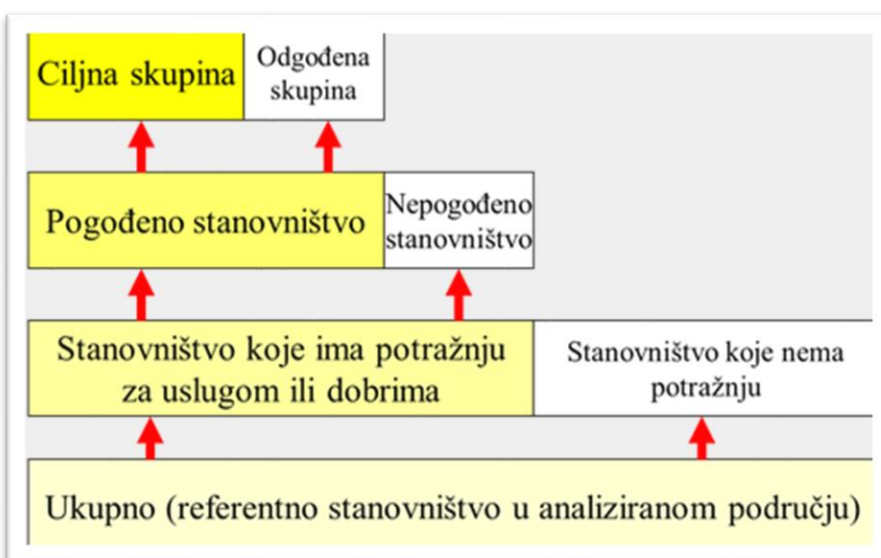 Ciljna skupina
Odgođena
skupina
Pogođeno stanovništvo
Nepogođeno
stanovništvo
Stanovništvo koje ima potražnju
za uslugom ili dobrima
Stanovništvo koje nema
potražnju
Ukupno (referentno stanovništvo u analiziranom području)